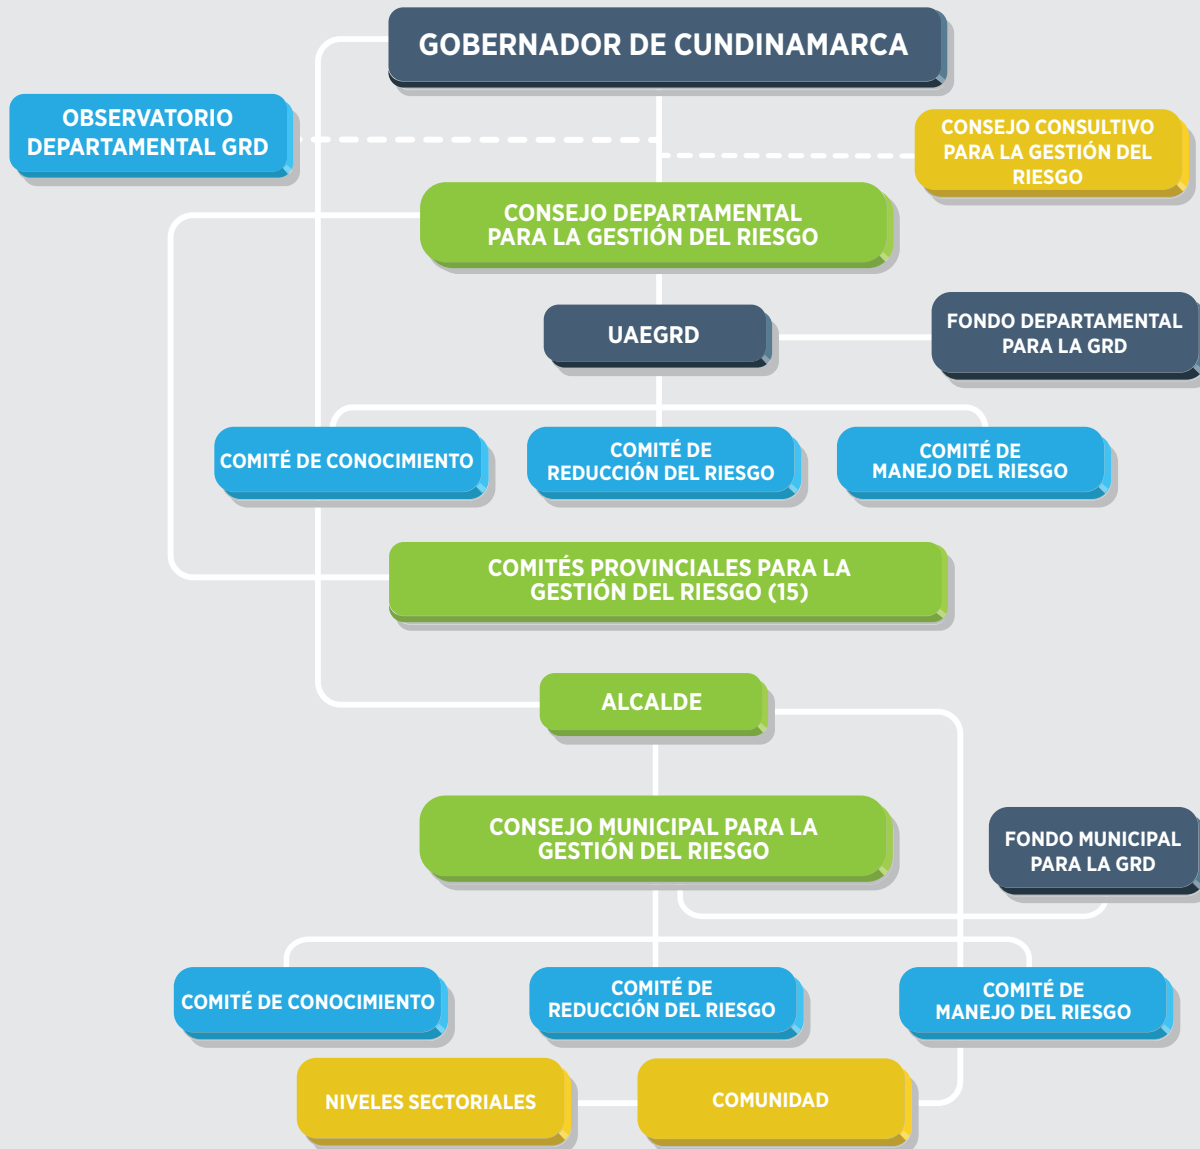 GOBERNADOR DE CUNDINAMARCA
OBSERVATORIO
DEPARTAMENTAL GRD
CONSEJO CONSULTIVO
PARA LA GESTIÓN DEL
RIESGO
CONSEJO DEPARTAMENTAL
PARA LA GESTIÓN DEL RIESGO
UAEGRD
FONDO DEPARTAMENTAL
PARA LA GRD
COMITÉ DE CONOCIMIENTO
COMITÉ DE
REDUCCIÓN DEL RIESGO
COMITÉ DE
MANEJO DEL RIESGO
COMITÉS PROVINCIALES PARA LA
GESTIÓN DEL RIESGO (15)
ALCALDE
CONSEJO MUNICIPAL PARA LA
GESTIÓN DEL RIESGO
FONDO MUNICIPAL
PARA LA GRD
COMITÉ DE CONOCIMIENTO
COMITÉ DE
REDUCCIÓN DEL RIESGO
COMITÉ DE
MANEJO DEL RIESGO
NIVELES SECTORIALES
COMUNIDAD